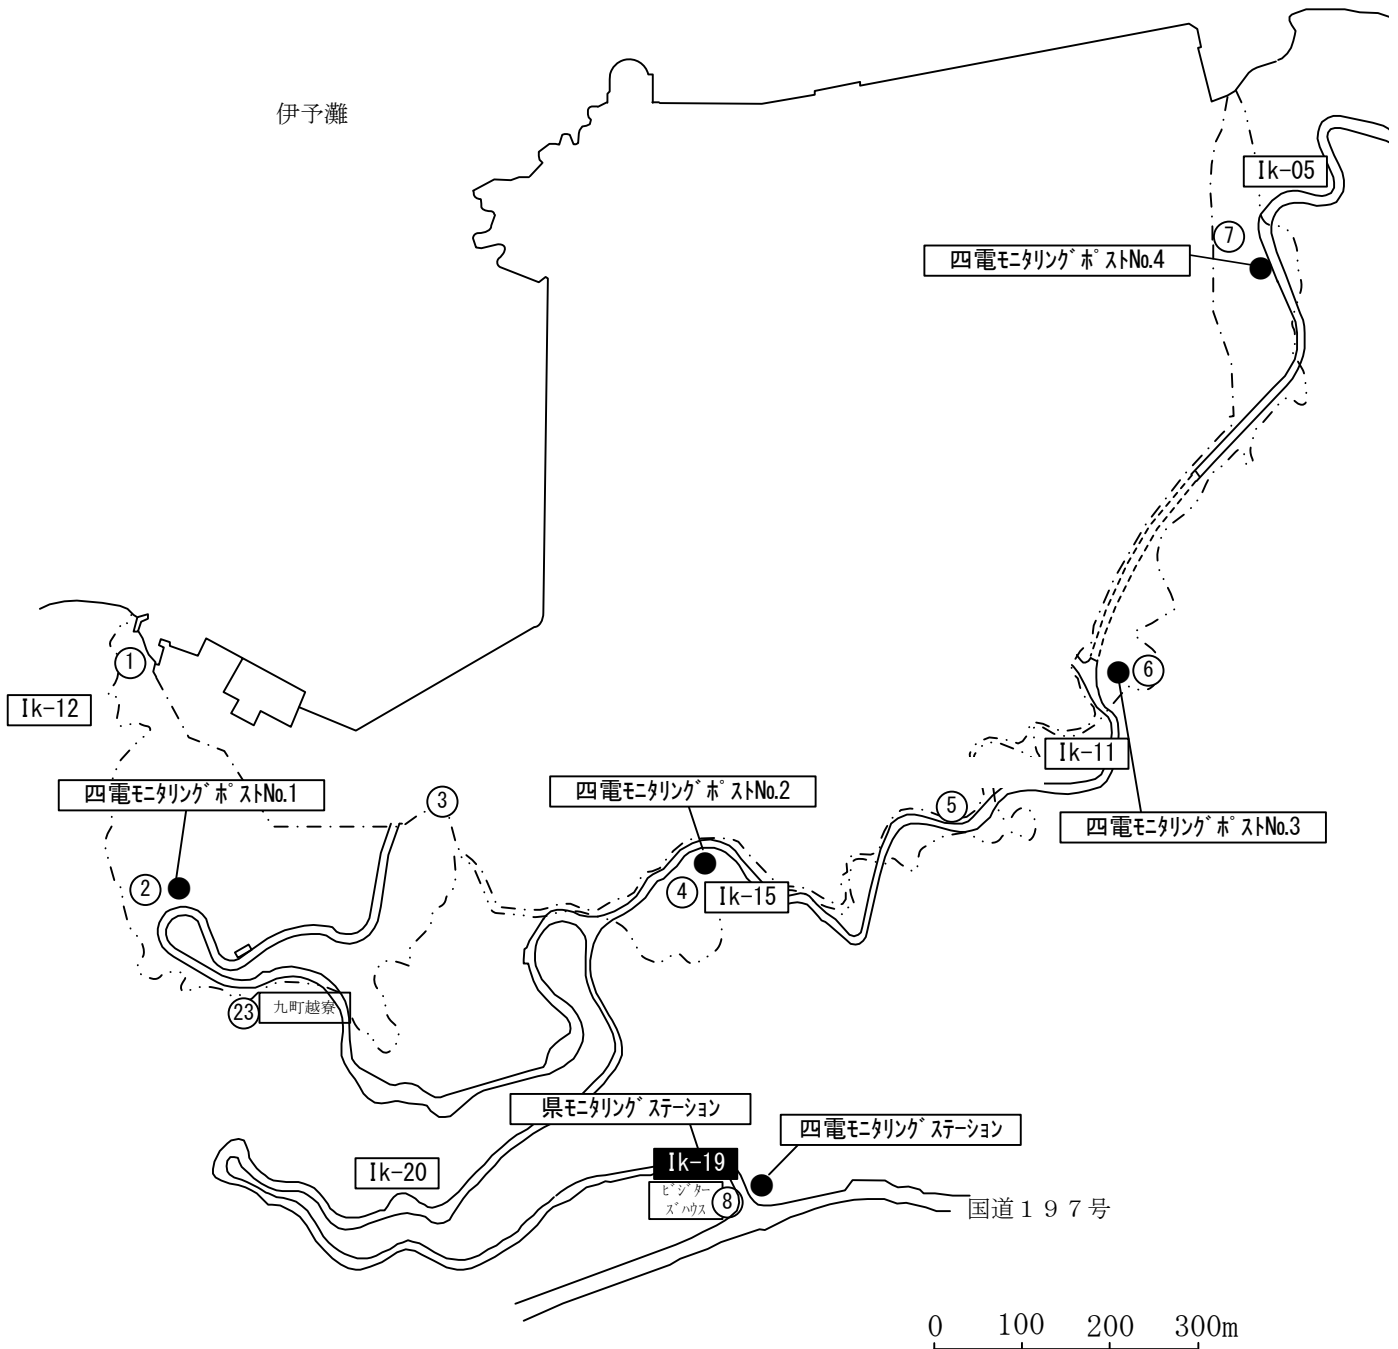 伊予灘
Ik-05
⑦
四電ﾓﾆﾀﾘﾝｸﾞﾎﾟｽﾄNo.4
①
⑥
Ik-12
Ik-11
四電ﾓﾆﾀﾘﾝｸﾞﾎﾟｽﾄNo.1
③
四電ﾓﾆﾀﾘﾝｸﾞﾎﾟｽﾄNo.2
⑤
四電ﾓﾆﾀﾘﾝｸﾞﾎﾟｽﾄNo.3
②
④
Ik-15
㉓
九町越寮
県ﾓﾆﾀﾘﾝｸﾞｽﾃｰｼｮﾝ
四電ﾓﾆﾀﾘﾝｸﾞｽﾃｰｼｮﾝ
Ik-20
Ik-19
ﾋﾞｼﾞﾀｰ
ｽﾞﾊｳｽ
⑧
国道１９７号
0 100 200 300m